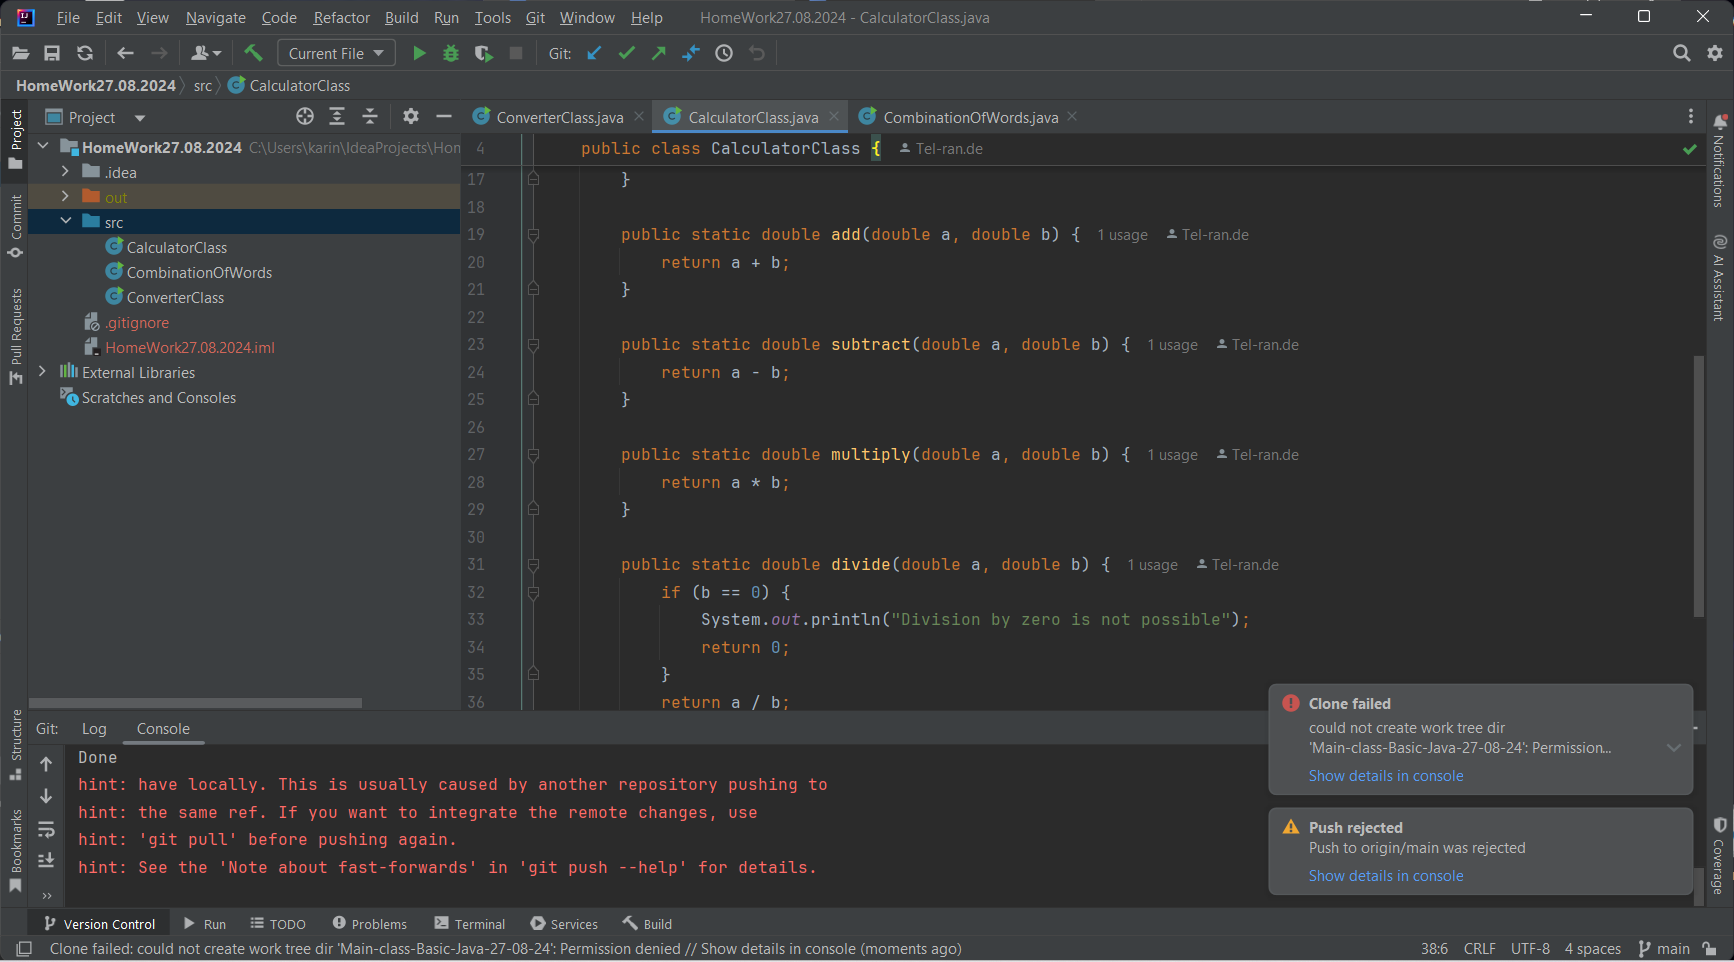 File Edit View Navigate Code Refactor Build Run Tools Git Window Help HomeWork27.08.2024 - CalculatorClass.java
Current File Git:
HomeWork27.08.2024 src CalculatorClass
Project
ConverterClass.java CalculatorClass.java CombinationOfWords.java
HomeWork27.08.2024 C:\Users\karin\IdeaProjects\Hon
.idea
out
src
CalculatorClass
CombinationOfWords
ConverterClass
.gitignore
HomeWork27.08.2024.iml
External Libraries
Scratches and Consoles
Project
Commit
Pull Requests
Structure
Bookmarks
4 public class CalculatorClass { Tel-ran.de
17 }
18
19 public static double add(double a, double b) { 1 usage Tel-ran.de
20 return a + b;
21 }
22
23 public static double subtract(double a, double b) { 1 usage Tel-ran.de
24 return a - b;
25 }
26
27 public static double multiply(double a, double b) { 1 usage Tel-ran.de
28 return a * b;
29 }
30
31 public static double divide(double a, double b) { 1 usage Tel-ran.de
32 if (b == 0) {
33 System.out.println("Division by zero is not possible");
34 return 0;
35 }
36 return a / b;
Notifications
AI Assistant
Coverage
Git: Log Console
Done
hint: have locally. This is usually caused by another repository pushing to
hint: the same ref. If you want to integrate the remote changes, use
hint: 'git pull' before pushing again.
hint: See the 'Note about fast-forwards' in 'git push --help' for details.
Clone failed
could not create work tree dir
'Main-class-Basic-Java-27-08-24': Permission...
Show details in console
Push rejected
Push to origin/main was rejected
Show details in console
Version Control Run TODO Problems Terminal Services Build
Clone failed: could not create work tree dir 'Main-class-Basic-Java-27-08-24': Permission denied // Show details in console (moments ago) 38:6 CRLF UTF-8 4 spaces main